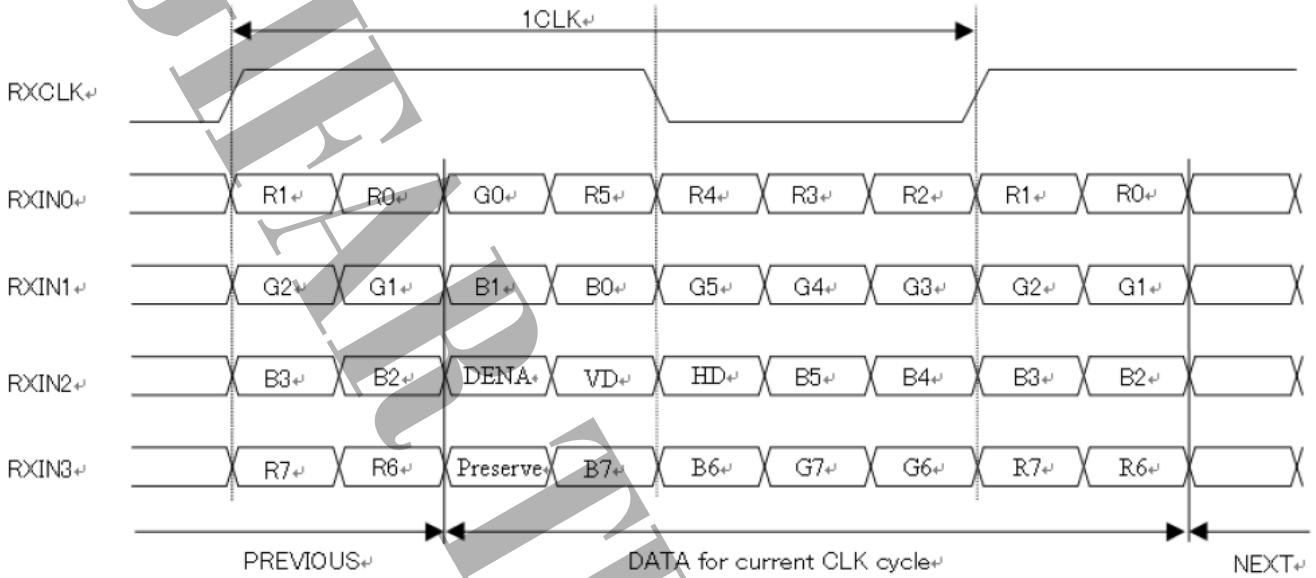 1CLK↵
RXCLK↵
RXIN0↵ R1↵ R0↵ G0↵ R5↵ R4↵ R3↵ R2↵ R1↵ R0↵
RXIN1↵ G2↵ G1↵ B1↵ B0↵ G5↵ G4↵ G3↵ G2↵ G1↵
RXIN2↵ B3↵ B2↵ DENA↵ VD↵ HD↵ B5↵ B4↵ B3↵ B2↵
RXIN3↵ R7↵ R6↵ Preserve↵ B7↵ B6↵ G7↵ G6↵ R7↵ R6↵
PREVIOUS↵ DATA for current CLK cycle↵ NEXT↵